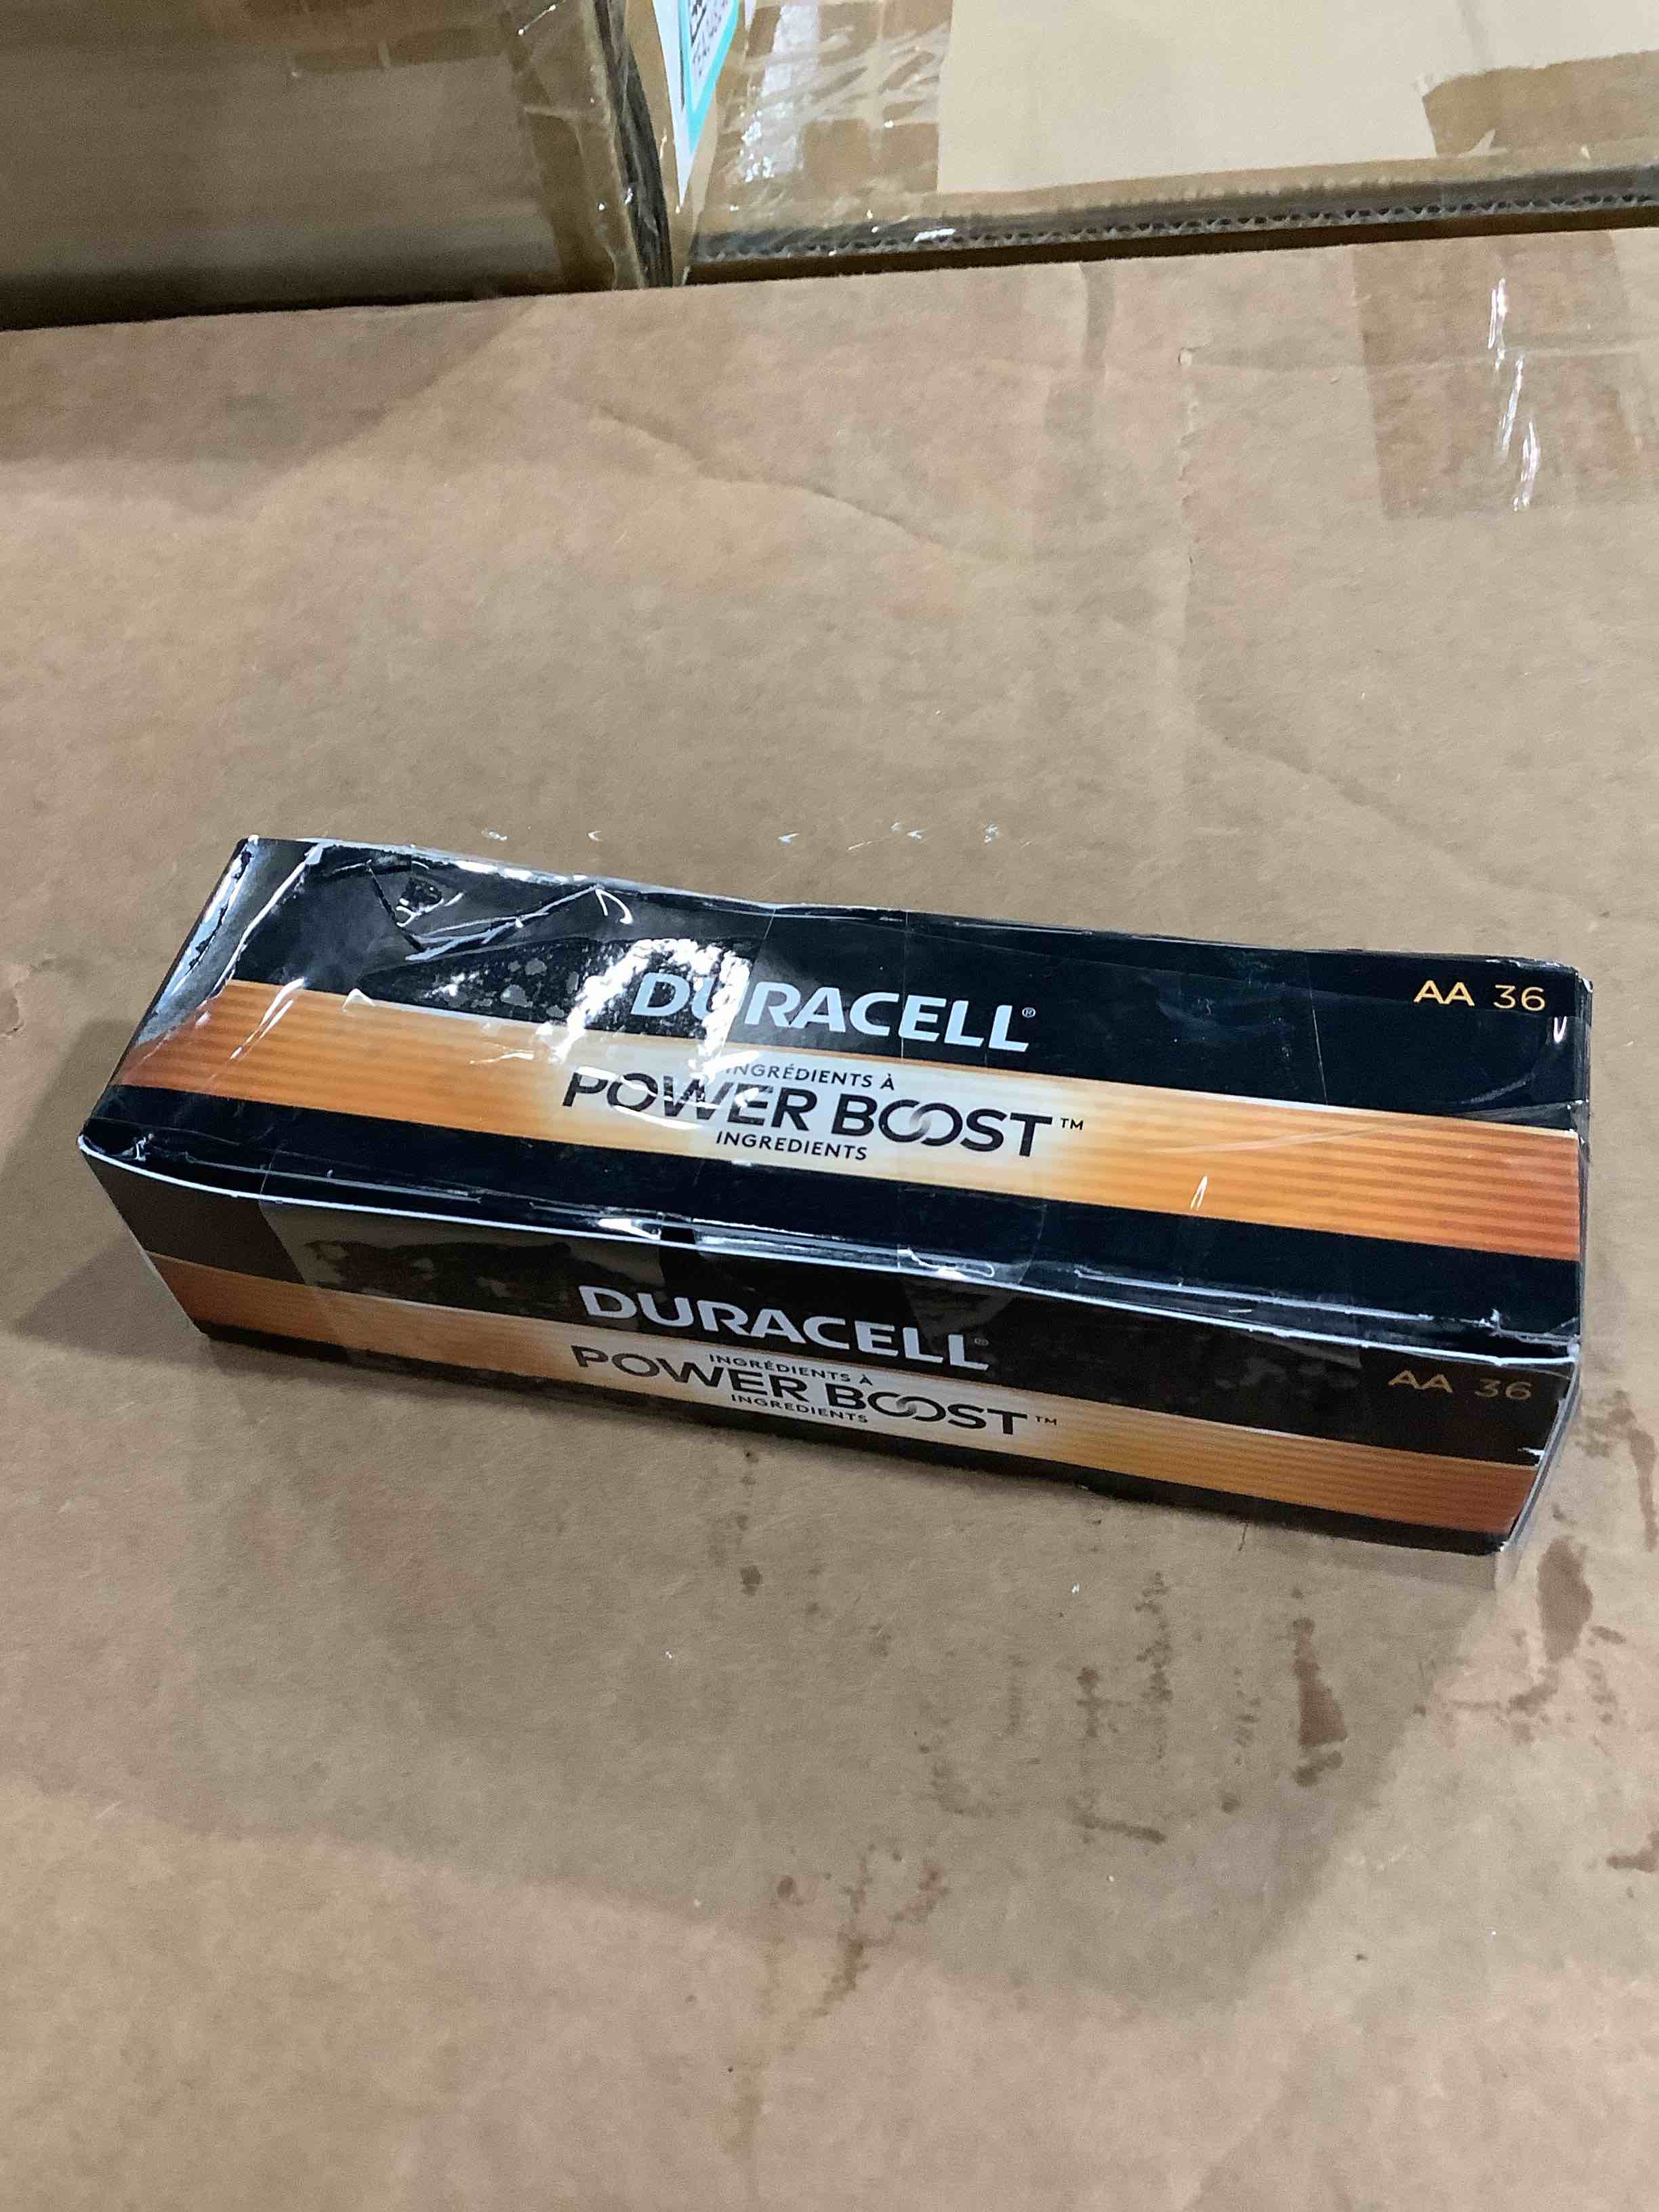 DURACELL®
AA 36
INGRÉDIENTS À
POWER BOOST™
INGREDIENTS
DURACELL®
AA 36
INGRÉDIENTS À
POWER BOOST™
INGREDIENTS